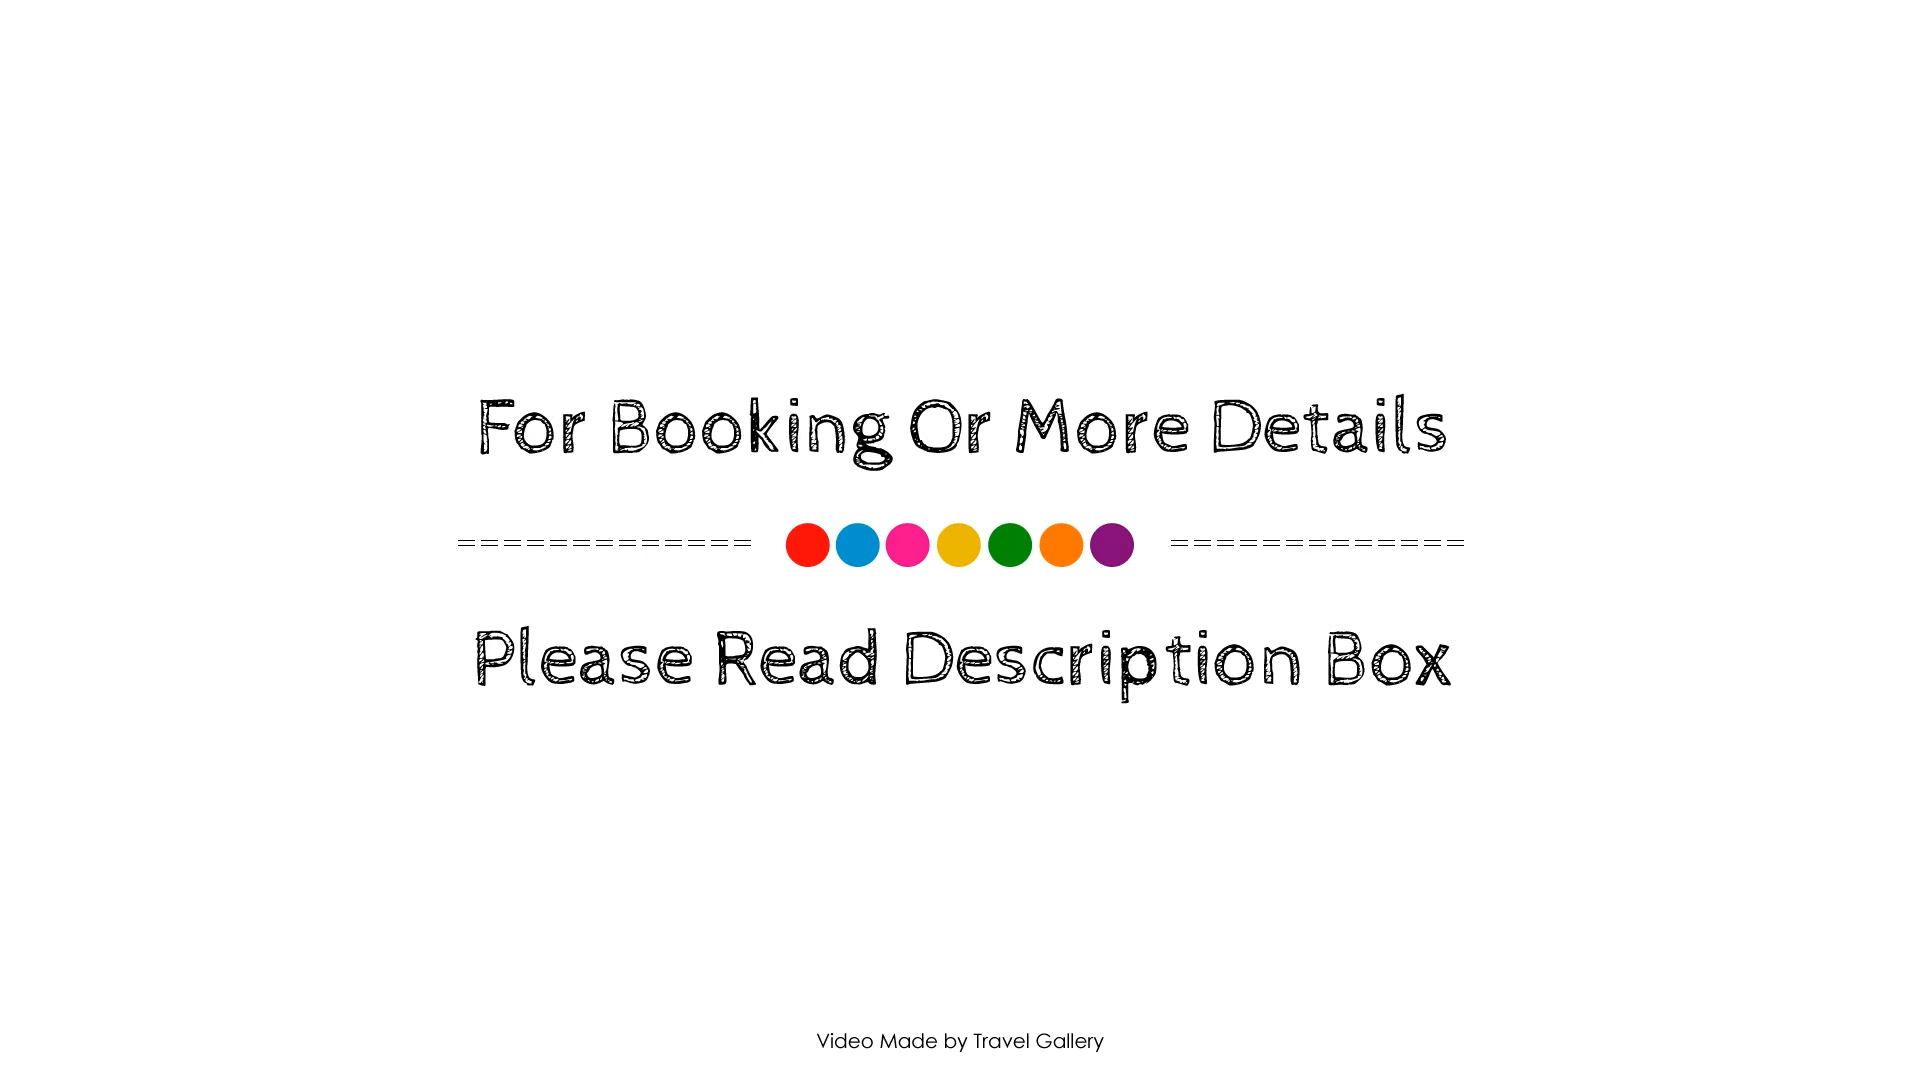 For Booking Or More Details
============= =============
Please Read Description Box
Video Made by Travel Gallery